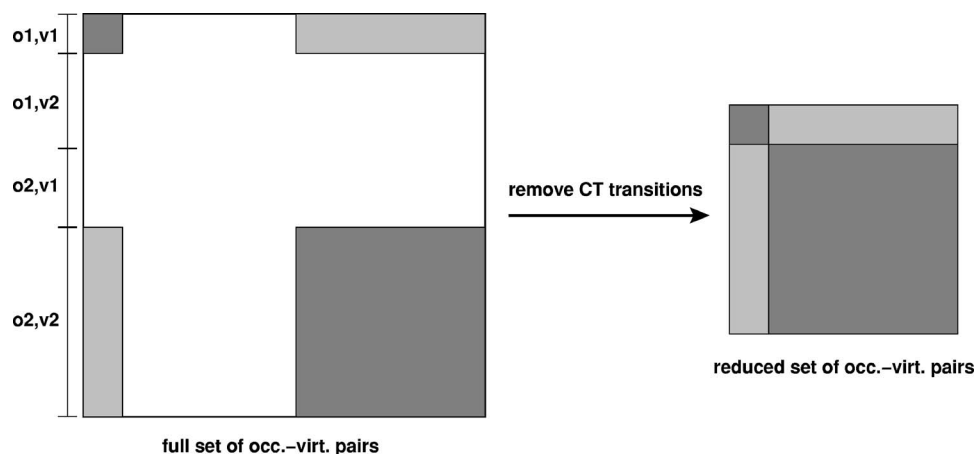 o1,v1
o1,v2
o2,v1
o2,v2
full set of occ.−virt. pairs
remove CT transitions
reduced set of occ.−virt. pairs